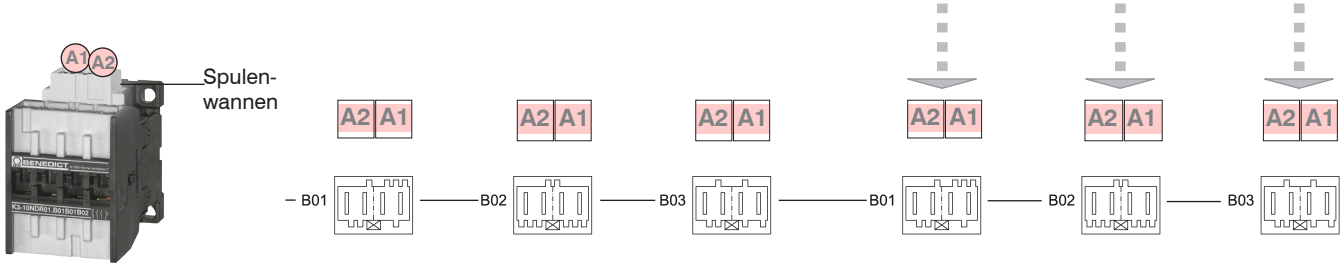 A1 A2
Spulen-
wannen
A2 A1 A2 A1 A2 A1 A2 A1 A2 A1 A2 A1
BENEDICT
K3-10NDR01.B01B01B02
B01 B02 B03 B01 B02 B03